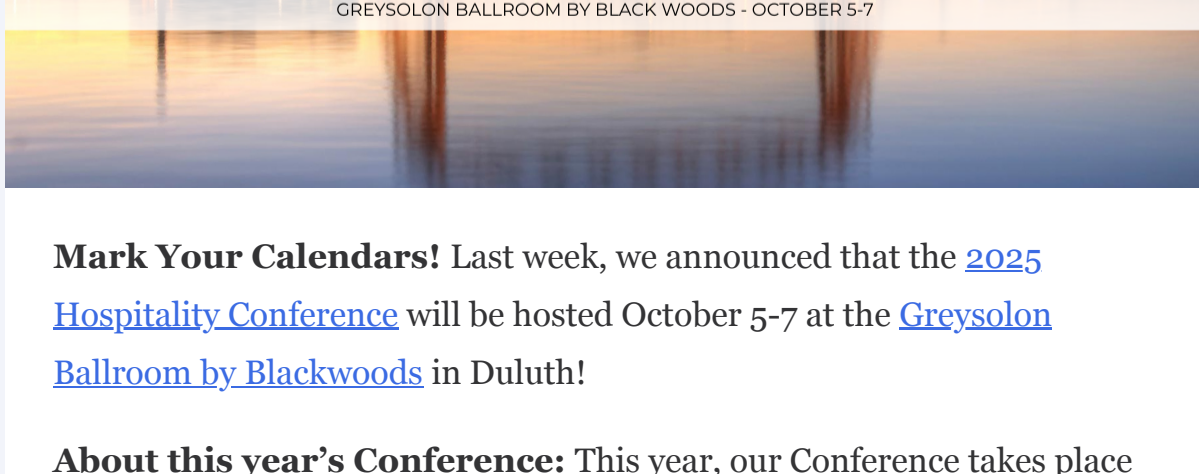 GREYSOLON BALLROOM BY BLACK WOODS - OCTOBER 5-7
Mark Your Calendars! Last week, we announced that the 2025
Hospitality Conference will be hosted October 5-7 at the Greysolon
Ballroom by Blackwoods in Duluth!
About this year’s Conference: This year, our Conference takes place